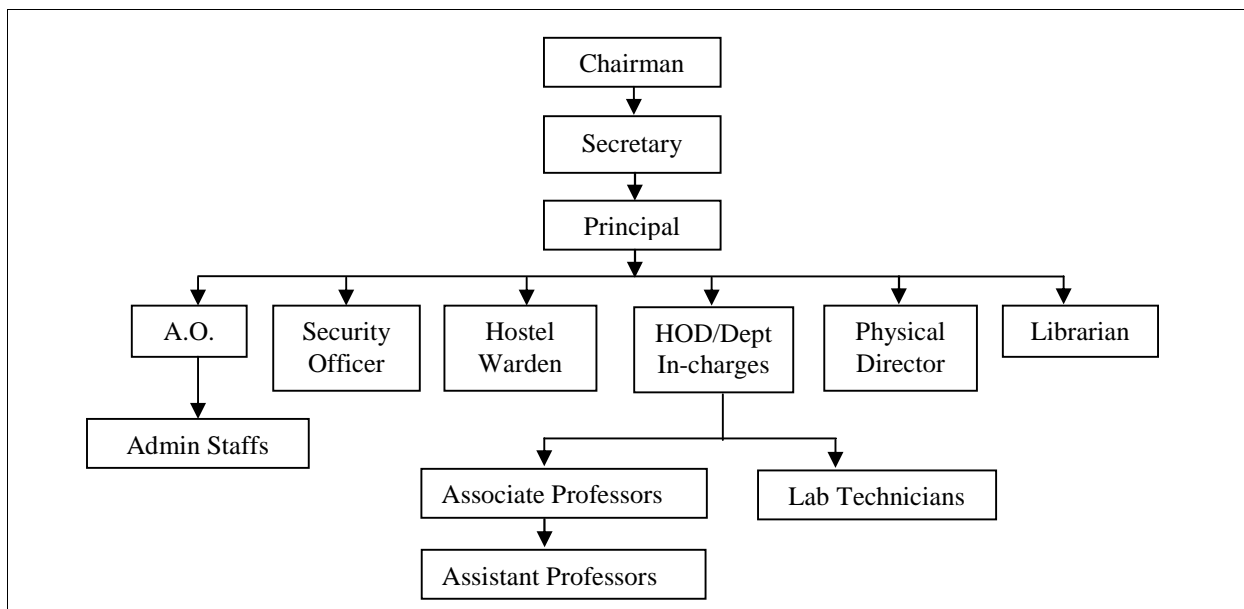 Chairman
Secretary
Principal
A.O.
Security
Officer
Hostel
Warden
HOD/Dept
In-charges
Physical
Director
Librarian
Admin Staffs
Associate Professors
Lab Technicians
Assistant Professors